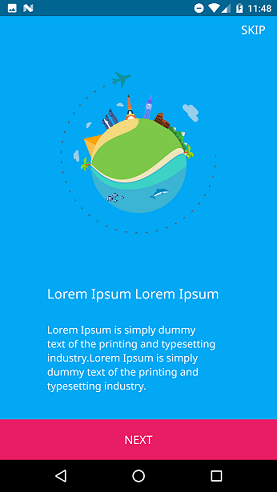 11:48
SKIP
Lorem Ipsum Lorem Ipsum
Lorem Ipsum is simply dummy
text of the printing and typesetting
industry.Lorem Ipsum is simply
dummy text of the printing and
typesetting industry.
NEXT